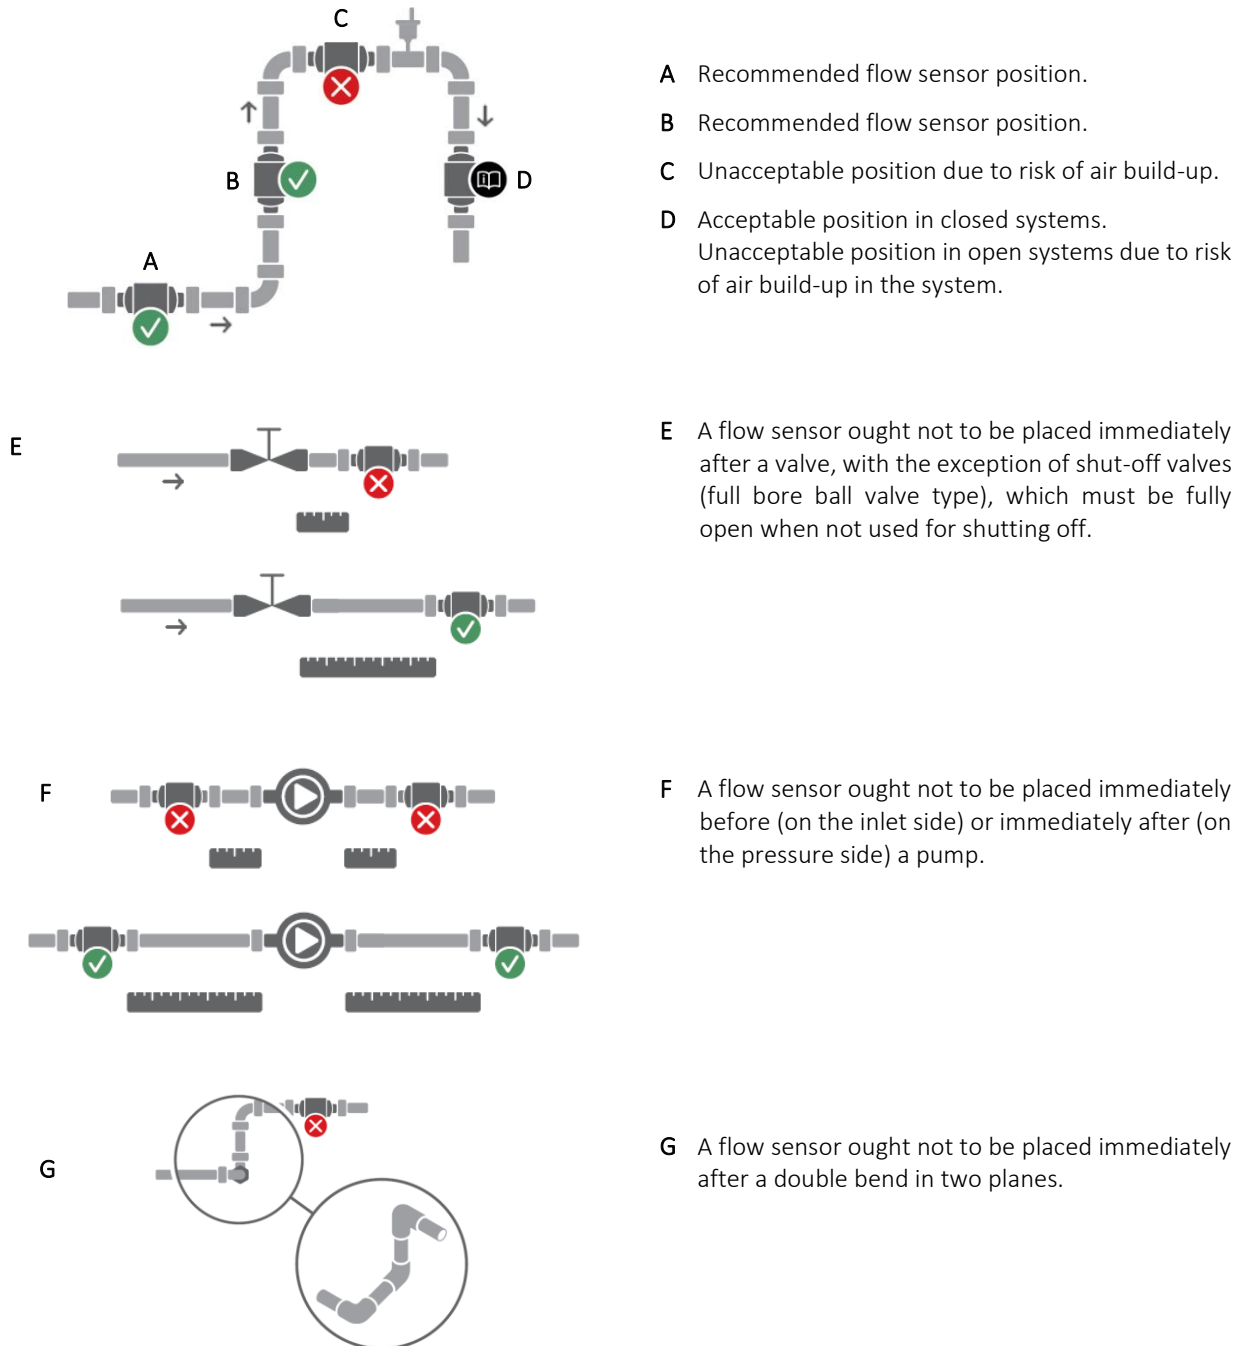 C
B
D
A
A Recommended flow sensor position.
B Recommended flow sensor position.
C Unacceptable position due to risk of air build-up.
D Acceptable position in closed systems.
Unacceptable position in open systems due to risk
of air build-up in the system.
E
E A flow sensor ought not to be placed immediately
after a valve, with the exception of shut-off valves
(full bore ball valve type), which must be fully
open when not used for shutting off.
F
F A flow sensor ought not to be placed immediately
before (on the inlet side) or immediately after (on
the pressure side) a pump.
G
G A flow sensor ought not to be placed immediately
after a double bend in two planes.